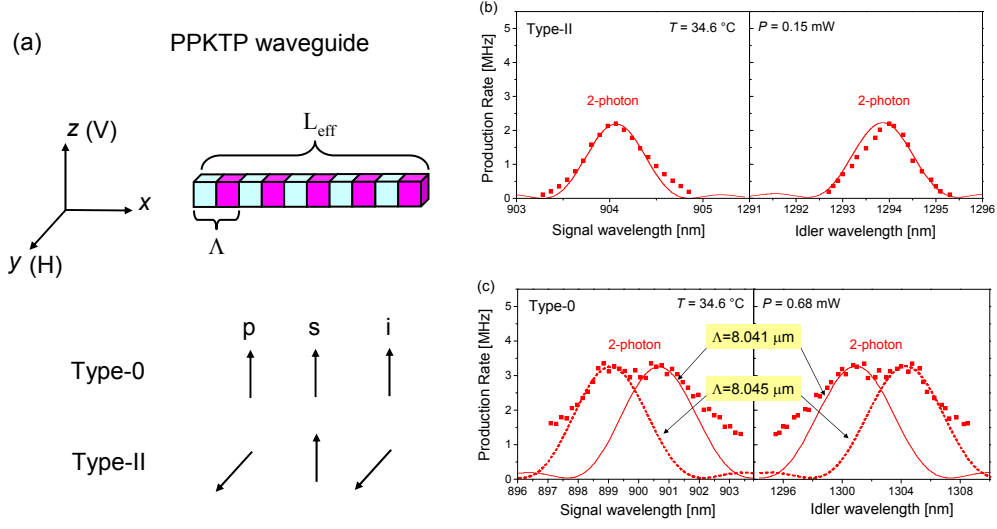 (a)
PPKTP waveguide
z (V)
x
y (H)
L_eff
Λ
p s i
Type-0
Type-II
(b)
Type-II
T = 34.6 °C
P = 0.15 mW
2-photon
2-photon
Production Rate [MHz]
5
4
3
2
1
0
903 904 905 1291 1292 1293 1294 1295 1296
Signal wavelength [nm]
Idler wavelength [nm]
(c)
Type-0
T = 34.6 °C
P = 0.68 mW
2-photon
2-photon
Λ=8.041 μm
Λ=8.045 μm
Production Rate [MHz]
5
4
3
2
1
0
896 897 898 899 900 901 902 903 1296 1300 1304 1308
Signal wavelength [nm]
Idler wavelength [nm]